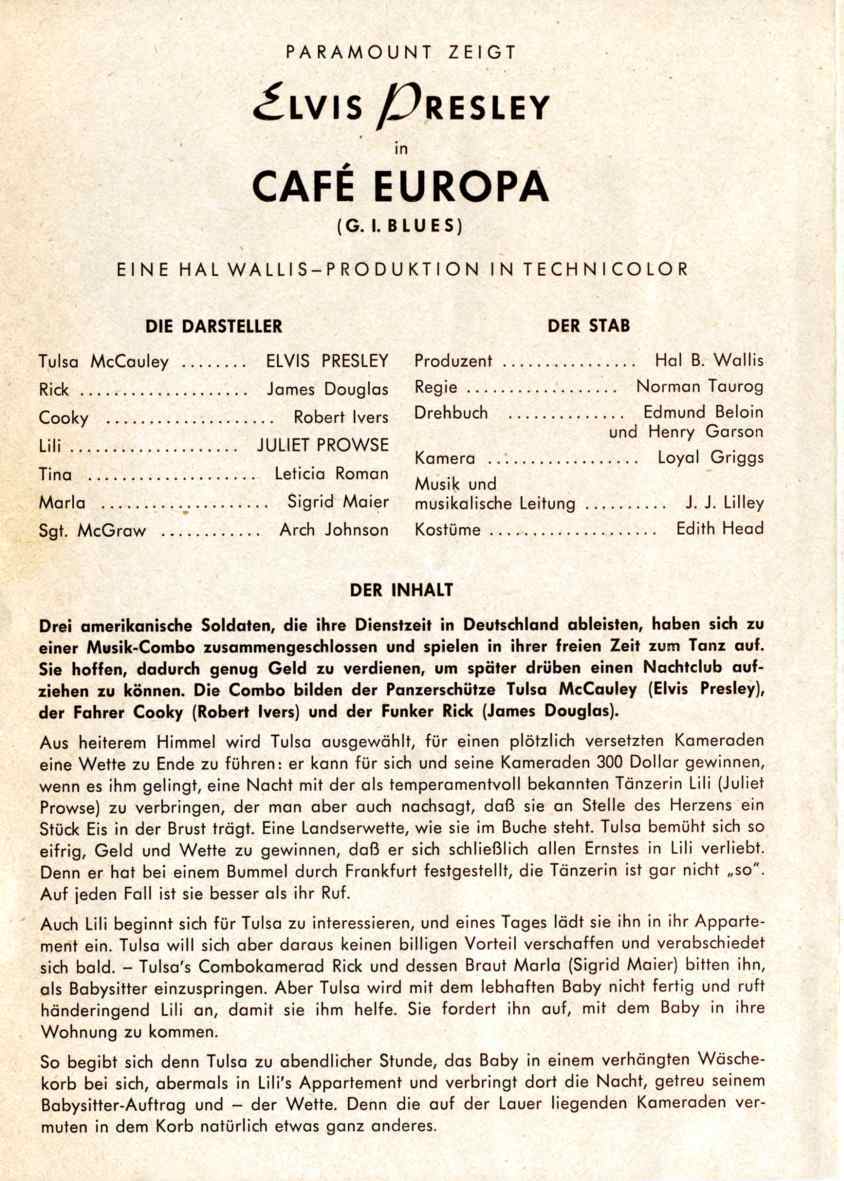 PARAMOUNT ZEIGT
ELVIS PRESLEY
in
CAFÉ EUROPA
(G. I. BLUES)
EINE HAL WALLIS–PRODUKTION IN TECHNICOLOR
DIE DARSTELLER
Tulsa McCauley ........ ELVIS PRESLEY
Rick .................... James Douglas
Cooky .................... Robert Ivers
Lili .................... JULIET PROWSE
Tina .................... Leticia Roman
Marla .................... Sigrid Maier
Sgt. McGraw ............ Arch Johnson
DER STAB
Produzent ................ Hal B. Wallis
Regie .................. Norman Taurog
Drehbuch .............. Edmund Beloin
und Henry Garson
Kamera .................. Loyal Griggs
Musik und
musikalische Leitung .......... J. J. Lilley
Kostüme .................... Edith Head
DER INHALT
Drei amerikanische Soldaten, die ihre Dienstzeit in Deutschland ableisten, haben sich zu
einer Musik-Combo zusammengeschlossen und spielen in ihrer freien Zeit zum Tanz auf.
Sie hoffen, dadurch genug Geld zu verdienen, um später drüben einen Nachtclub auf-
ziehen zu können. Die Combo bilden der Panzerschütze Tulsa McCauley (Elvis Presley),
der Fahrer Cooky (Robert Ivers) und der Funker Rick (James Douglas).
Aus heiterem Himmel wird Tulsa ausgewählt, für einen plötzlich versetzten Kameraden
eine Wette zu Ende zu führen: er kann für sich und seine Kameraden 300 Dollar gewinnen,
wenn es ihm gelingt, eine Nacht mit der als temperamentvoll bekannten Tänzerin Lili (Juliet
Prowse) zu verbringen, der man aber auch nachsagt, daß sie an Stelle des Herzens ein
Stück Eis in der Brust trägt. Eine Landserwette, wie sie im Buche steht. Tulsa bemüht sich so
eifrig, Geld und Wette zu gewinnen, daß er sich schließlich allen Ernstes in Lili verliebt.
Denn er hat bei einem Bummel durch Frankfurt festgestellt, die Tänzerin ist gar nicht „so“.
Auf jeden Fall ist sie besser als ihr Ruf.
Auch Lili beginnt sich für Tulsa zu interessieren, und eines Tages lädt sie ihn in ihr Apparte-
ment ein. Tulsa will sich aber daraus keinen billigen Vorteil verschaffen und verabschiedet
sich bald. – Tulsa's Combokamerad Rick und dessen Braut Marla (Sigrid Maier) bitten ihn,
als Babysitter einzuspringen. Aber Tulsa wird mit dem lebhaften Baby nicht fertig und ruft
händeringend Lili an, damit sie ihm helfe. Sie fordert ihn auf, mit dem Baby in ihre
Wohnung zu kommen.
So begibt sich denn Tulsa zu abendlicher Stunde, das Baby in einem verhängten Wäsche-
korb bei sich, abermals in Lili's Appartement und verbringt dort die Nacht, getreu seinem
Babysitter-Auftrag und – der Wette. Denn die auf der Lauer liegenden Kameraden ver-
muten in dem Korb natürlich etwas ganz anderes.